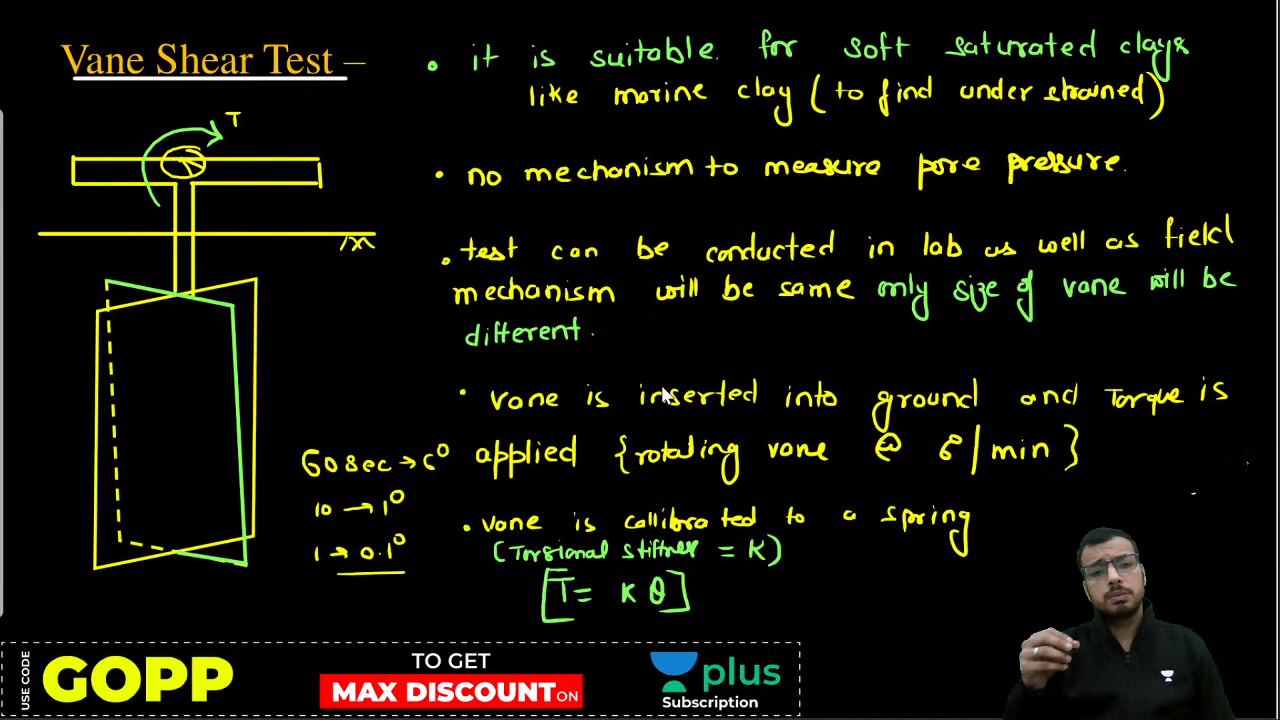 Vane Shear Test –
• it is suitable for soft saturated clays
like marine clay (to find under strained)
• no mechanism to measure pore pressure.
• test can be conducted in lab as well as field
mechanism will be same only size of vane will be
different.
• vane is inserted into ground and Torque is
applied {rotating vane @ 6°/min}
• vane is callibrated to a spring
(Torsional stiffness = K)
[T = K θ]
T
60 sec → 6°
10 → 1°
1 → 0.1°
USE CODE
GOPP
TO GET
MAX DISCOUNT ON
plus
Subscription